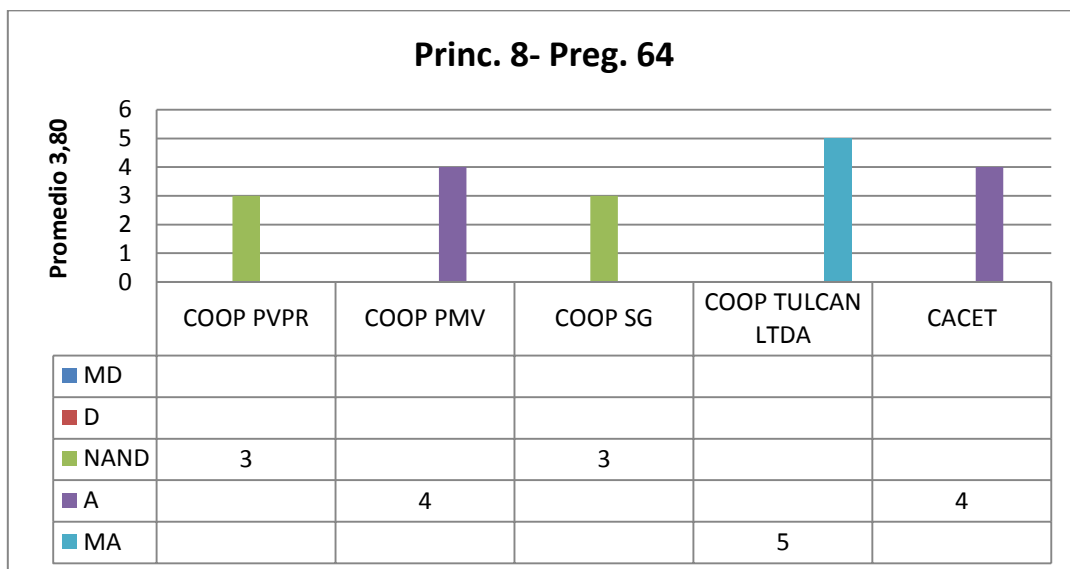 Princ. 8- Preg. 64
Promedio 3,80
6
5
4
3
2
1
0
COOP PVPR COOP PMV COOP SG COOP TULCAN LTDA CACET
MD
D
NAND 3 3
A 4 4
MA 5